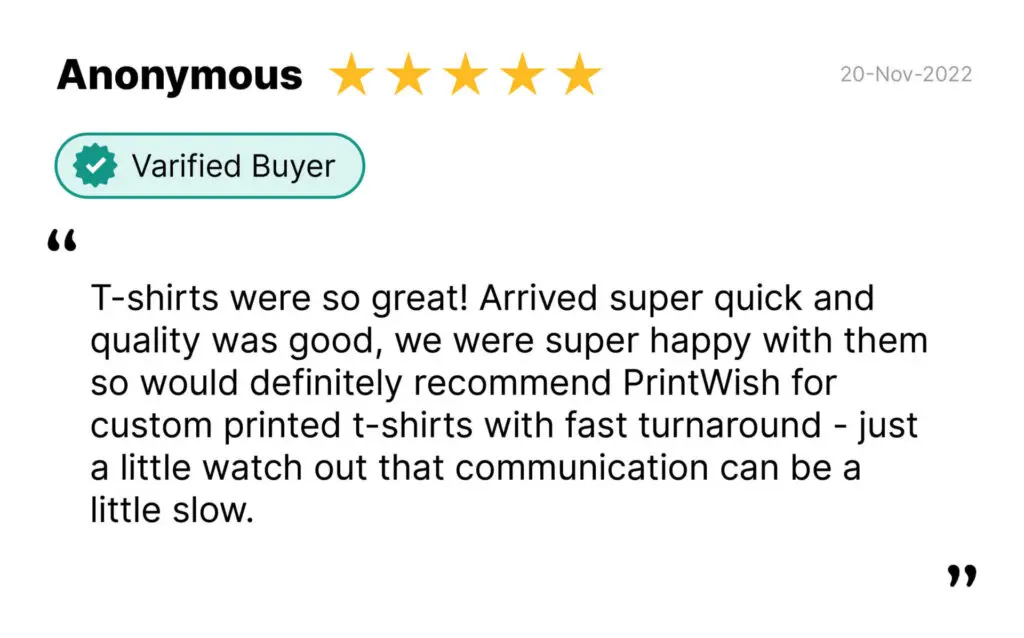 Anonymous
20-Nov-2022
Varified Buyer
“
T-shirts were so great! Arrived super quick and
quality was good, we were super happy with them
so would definitely recommend PrintWish for
custom printed t-shirts with fast turnaround - just
a little watch out that communication can be a
little slow.
”